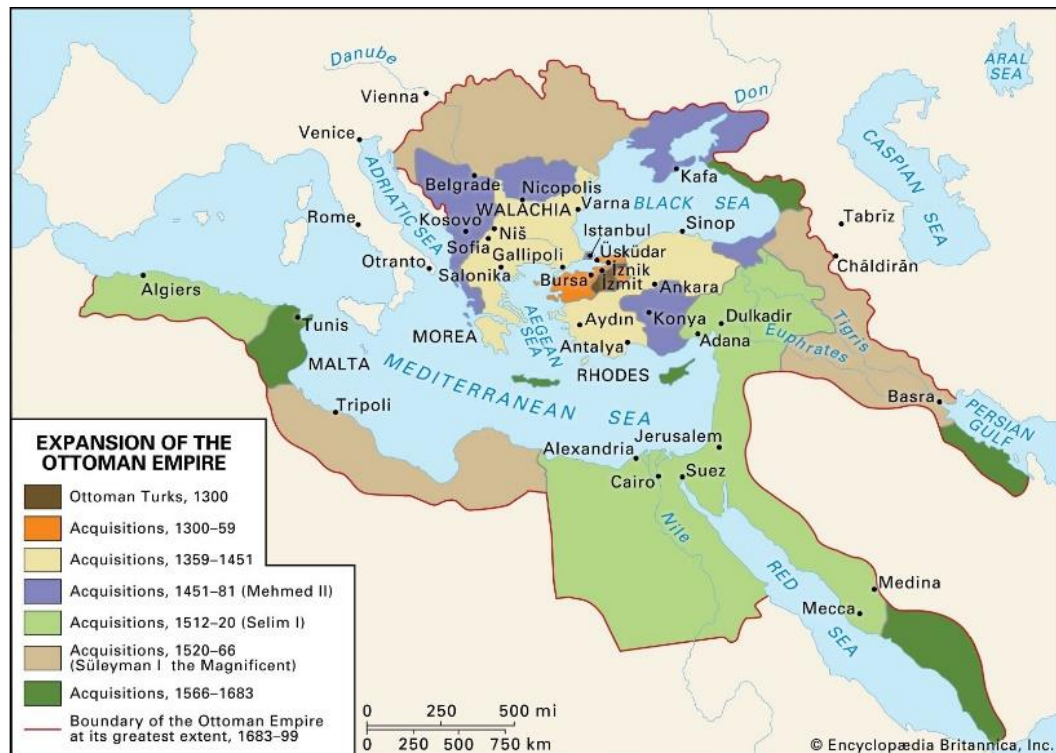 ARAL
SEA
Danube
Vienna
Don
Venice
CASPIAN
SEA
ADRIATIC
SEA
Belgrade
Nicopolis
Kafa
WALACHIA
Varna
BLACK SEA
Rome
Kosovo
Niš
Istanbul
Sinop
Tabrīz
Sofia
Gallipoli
Üsküdar
Otranto
Salonika
Bursa
İznik
İzmit
Ankara
Chāldirān
Algiers
Tunis
MOREA
AEGEAN
SEA
Aydın
Konya
Dulkadir
Tigris
Euphrates
Adana
Antalya
MALTA
RHODES
MEDITERRANEAN SEA
Basra
PERSIAN
GULF
Tripoli
Jerusalem
Alexandria
Cairo
Suez
Nile
RED
SEA
Medina
Mecca
EXPANSION OF THE
OTTOMAN EMPIRE
Ottoman Turks, 1300
Acquisitions, 1300–59
Acquisitions, 1359–1451
Acquisitions, 1451–81 (Mehmed II)
Acquisitions, 1512–20 (Selim I)
Acquisitions, 1520–66
(Süleyman I the Magnificent)
Acquisitions, 1566–1683
Boundary of the Ottoman Empire
at its greatest extent, 1683–99
0 250 500 mi
0 250 500 750 km
© Encyclopædia Britannica, Inc.